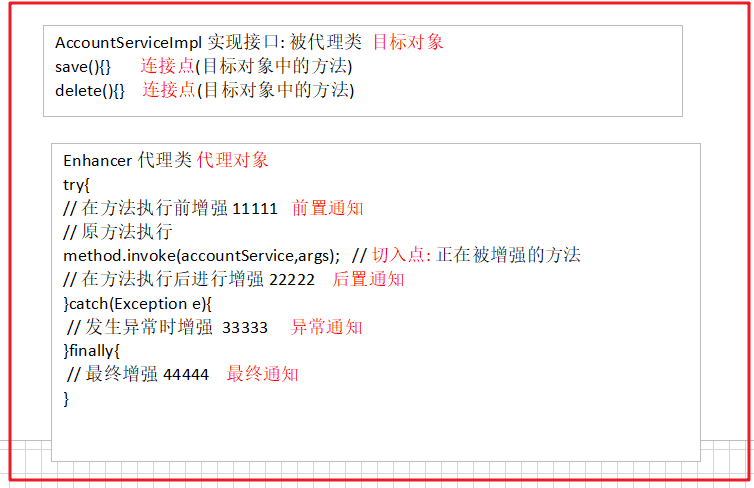 AccountServiceImpl 实现接口: 被代理类 目标对象
save(){} 连接点(目标对象中的方法)
delete(){} 连接点(目标对象中的方法)
Enhancer 代理类 代理对象
try{
// 在方法执行前增强 11111 前置通知
// 原方法执行
method.invoke(accountService,args); // 切入点: 正在被增强的方法
// 在方法执行后进行增强 22222 后置通知
}catch(Exception e){
// 发生异常时增强 33333 异常通知
}finally{
// 最终增强 44444 最终通知
}